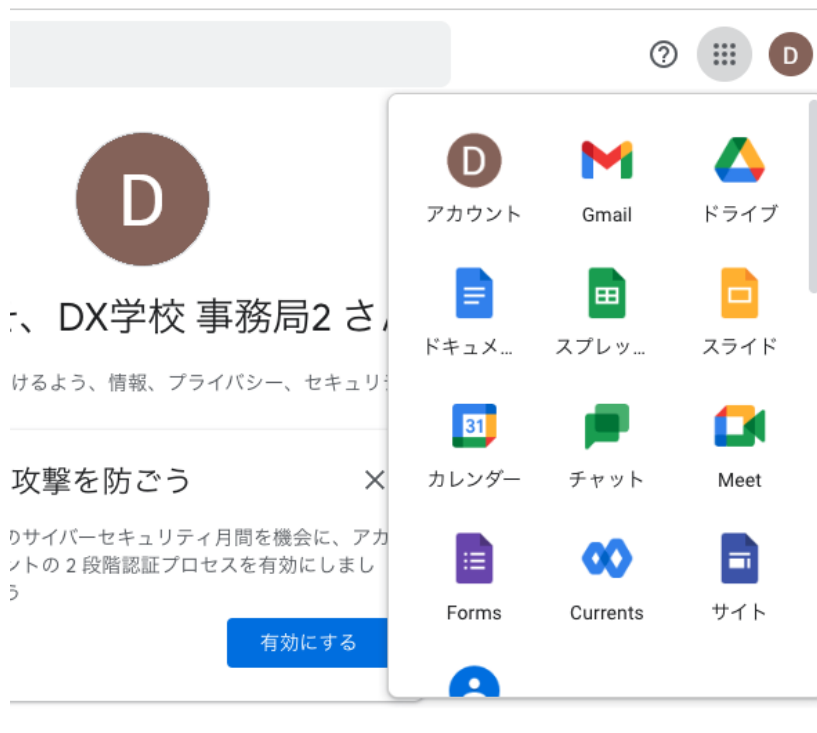 D
D
、DX学校 事務局2 さ
けるよう、情報、プライバシー、セキュリ
攻撃を防ごう
のサイバーセキュリティ月間を機会に、アカ
ントの 2 段階認証プロセスを有効にしまし
う
有効にする
D
アカウント
Gmail
ドライブ
ドキュメ...
スプレッ...
スライド
31
カレンダー
チャット
Meet
Forms
Currents
サイト